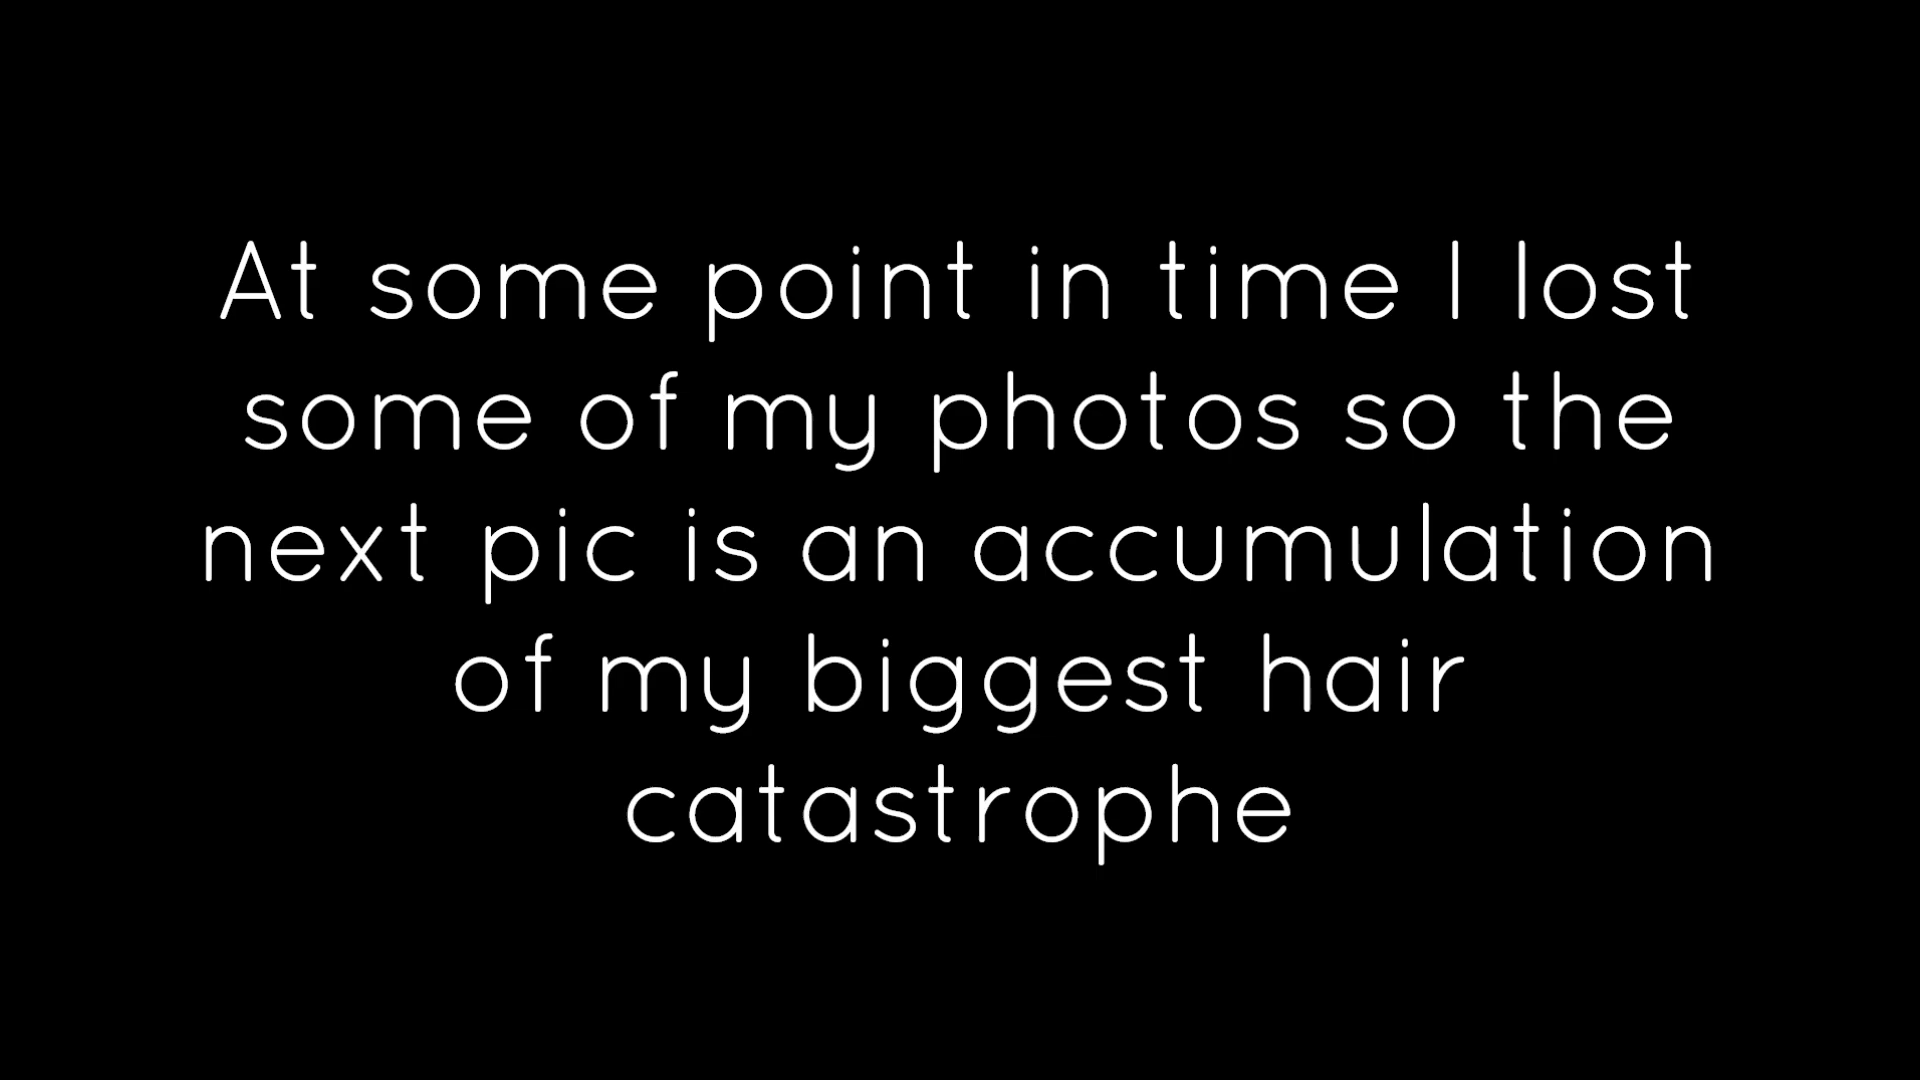 At some point in time I lost
some of my photos so the
next pic is an accumulation
of my biggest hair
catastrophe